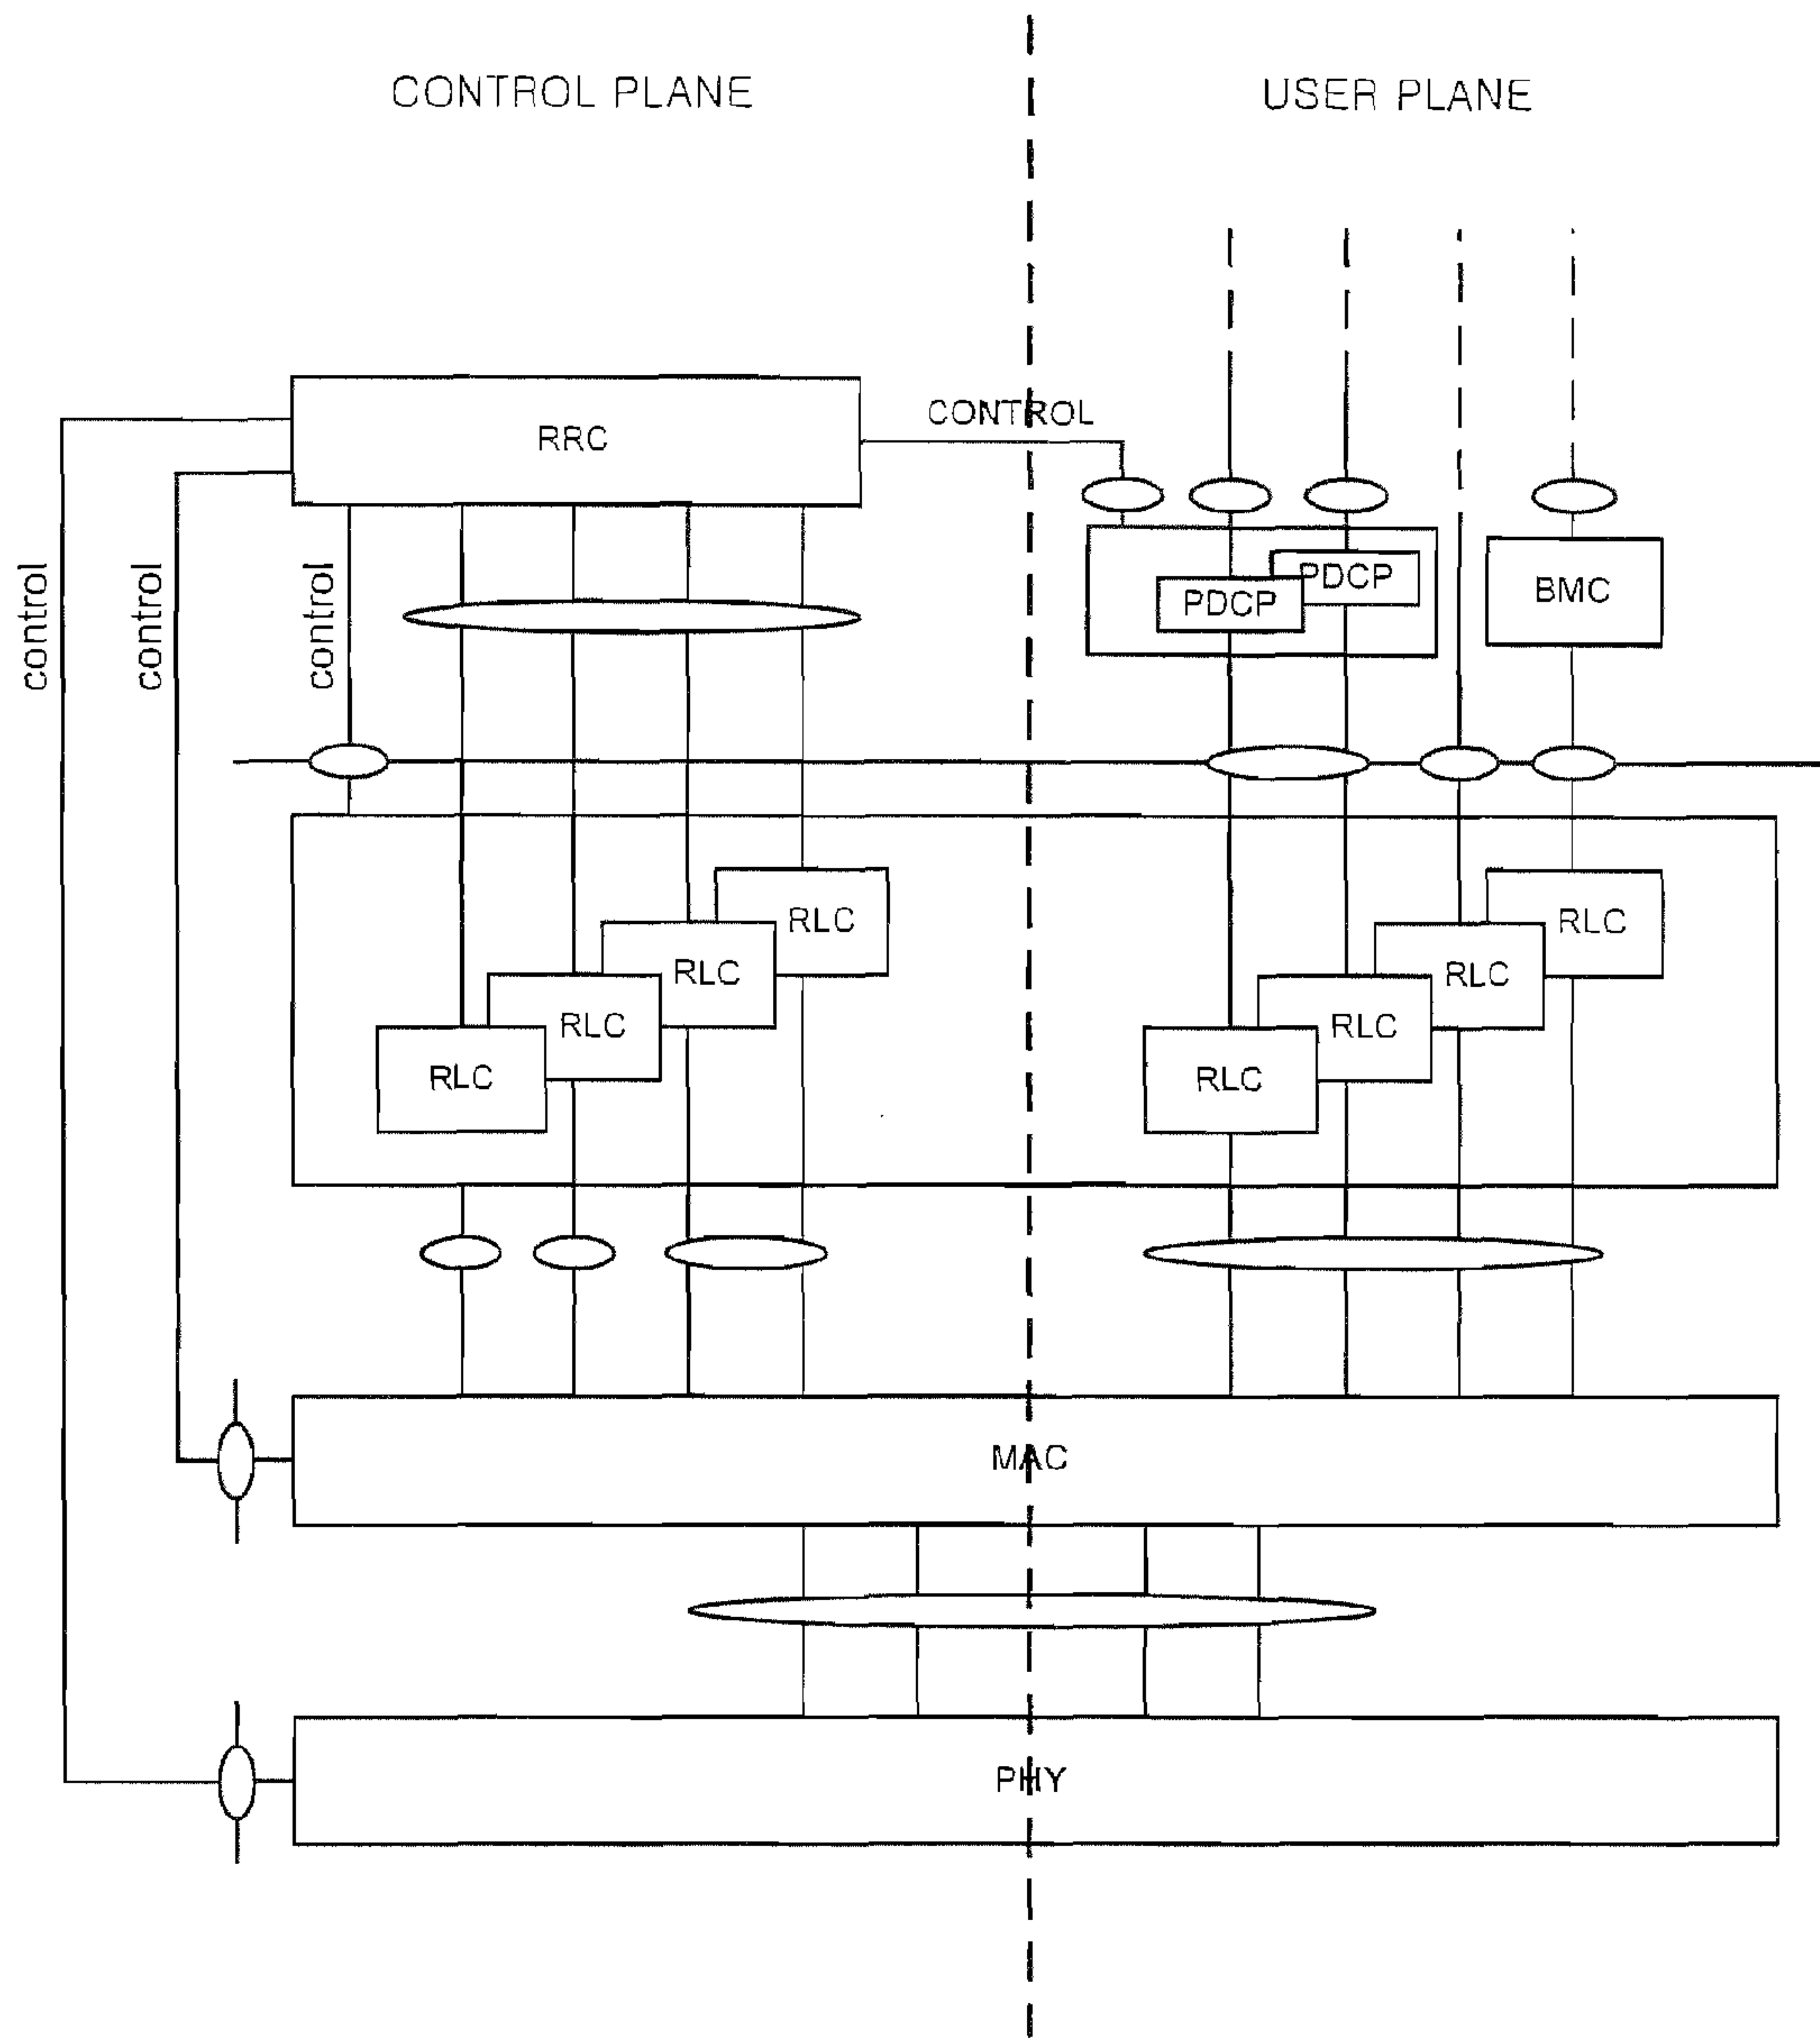 CONTROL PLANE
USER PLANE
RRC
CONTROL
control
control
control
PDCP
PDCP
BMC
RLC
RLC
RLC
RLC
RLC
RLC
RLC
RLC
MAC
PHY